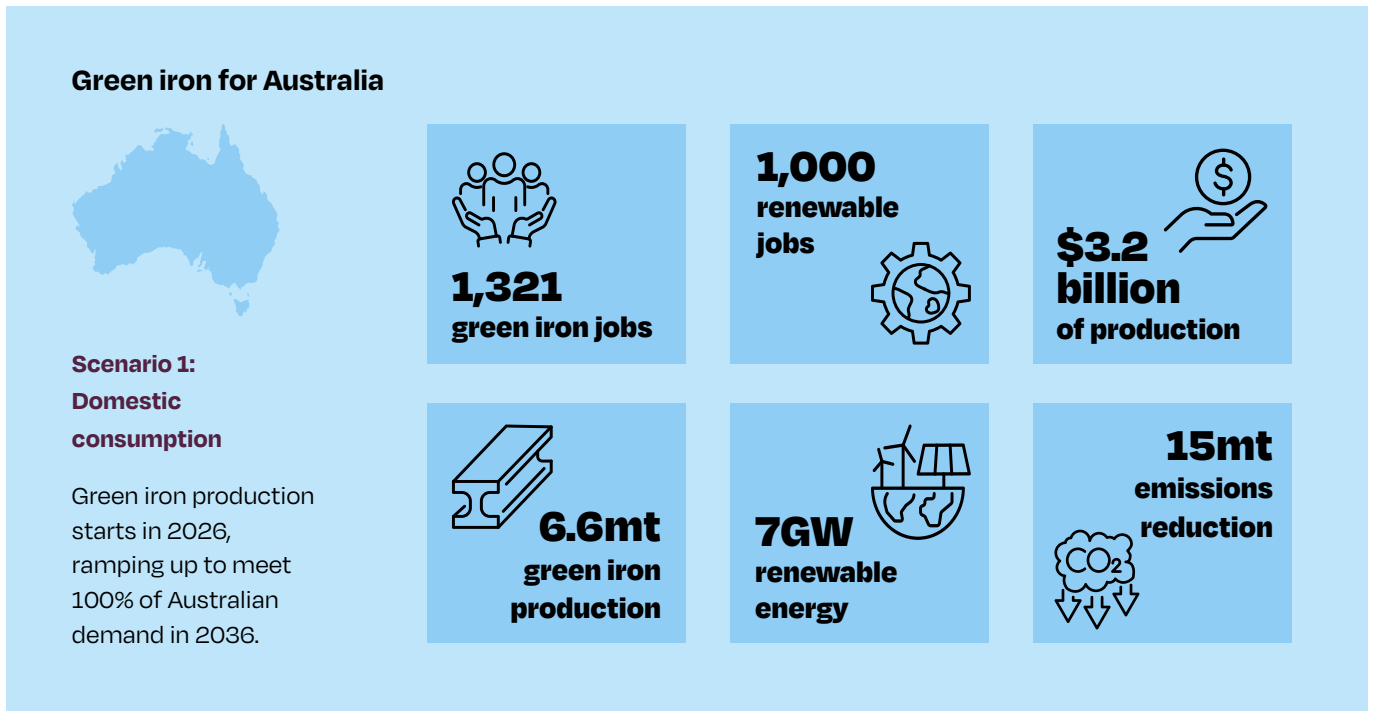 Green iron for Australia
Scenario 1:
Domestic
consumption
Green iron production
starts in 2026,
ramping up to meet
100% of Australian
demand in 2036.
1,321
green iron jobs
1,000
renewable
jobs
$
$3.2
billion
of production
6.6mt
green iron
production
7GW
renewable
energy
15mt
emissions
reduction
CO2